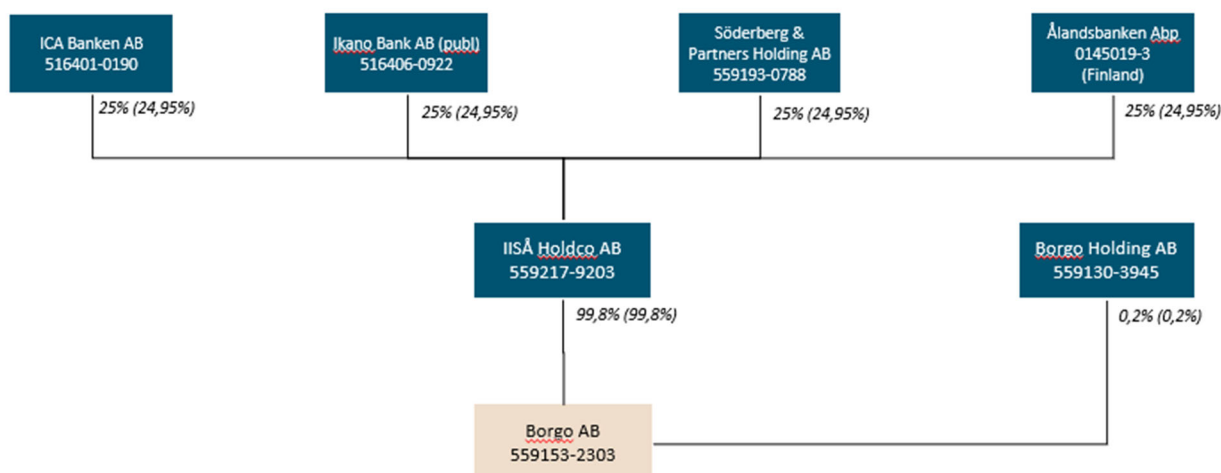 ICA Banken AB
516401-0190
Ikano Bank AB (publ)
516406-0922
Söderberg &
Partners Holding AB
559193-0788
Ålandsbanken Abp
0145019-3
(Finland)
25% (24,95%)
25% (24,95%)
25% (24,95%)
25% (24,95%)
IISÅ Holdco AB
559217-9203
Borgo Holding AB
559130-3945
99,8% (99,8%)
0,2% (0,2%)
Borgo AB
559153-2303